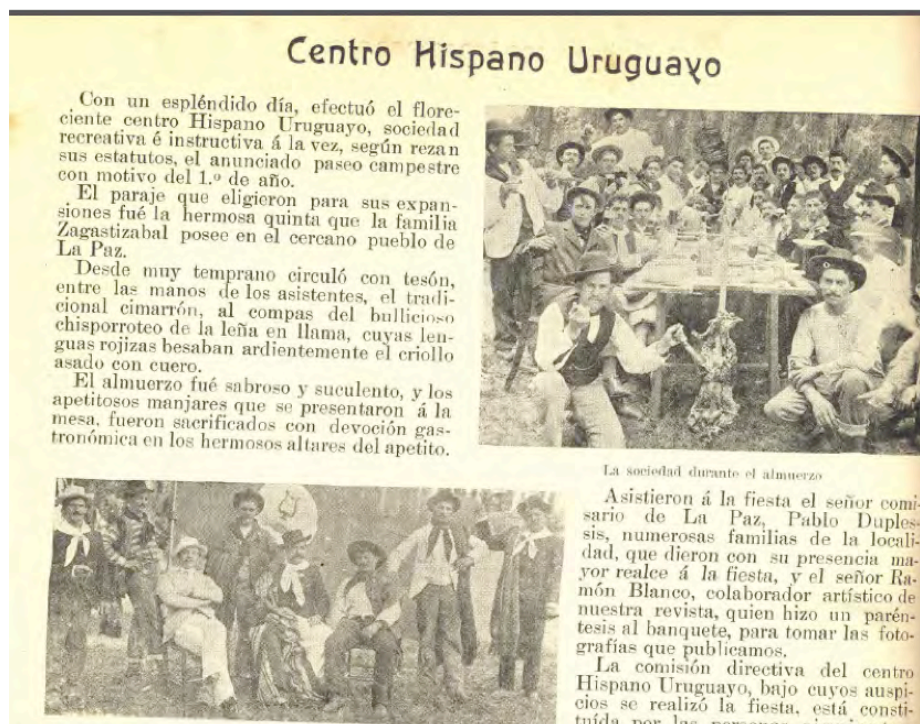 Centro Hispano Uruguayo
Con un espléndido día, efectuó el flore-
ciente centro Hispano Uruguayo, sociedad
recreativa é instructiva á la vez, según rezan
sus estatutos, el anunciado paseo campestre
con motivo del 1.º de año.
El paraje que eligieron para sus expan-
siones fué la hermosa quinta que la familia
Zagastizabal posee en el cercano pueblo de
La Paz.
Desde muy temprano circuló con tesón,
entre las manos de los asistentes, el tradi-
cional cimarrón, al compas del bullicioso
chisporroteo de la leña en llama, cuyas len-
guas rojizas besaban ardientemente el criollo
asado con cuero.
El almuerzo fué sabroso y suculento, y los
apetitosos manjares que se presentaron á la
mesa, fueron sacrificados con devoción gas-
tronómica en los hermosos altares del apetito.
La sociedad durante el almuerzo
Asistieron á la fiesta el señor comi-
sario de La Paz, Pablo Duples-
sis, numerosas familias de la locali-
dad, que dieron con su presencia ma-
yor realce á la fiesta, y el señor Ra-
món Blanco, colaborador artístico de
nuestra revista, quien hizo un parén-
tesis al banquete, para tomar las foto-
grafías que publicamos.
La comisión directiva del centro
Hispano Uruguayo, bajo cuyos auspi-
cios se realizó la fiesta, está consti-
tuída por las